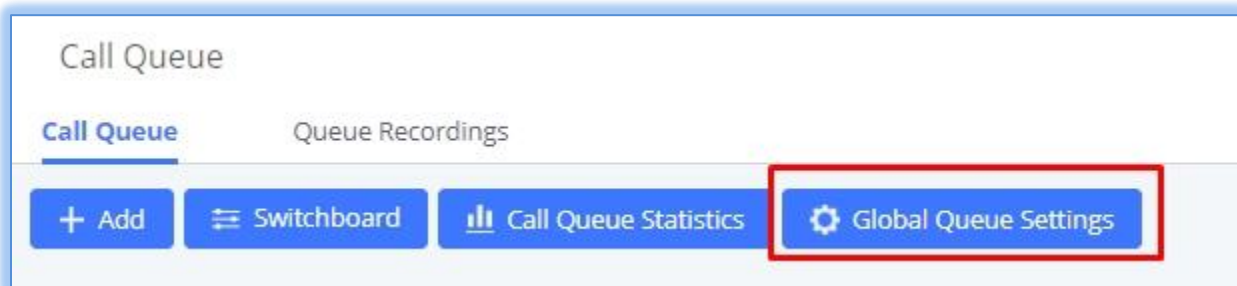 Call Queue
Call Queue Queue Recordings
+ Add Switchboard Call Queue Statistics Global Queue Settings